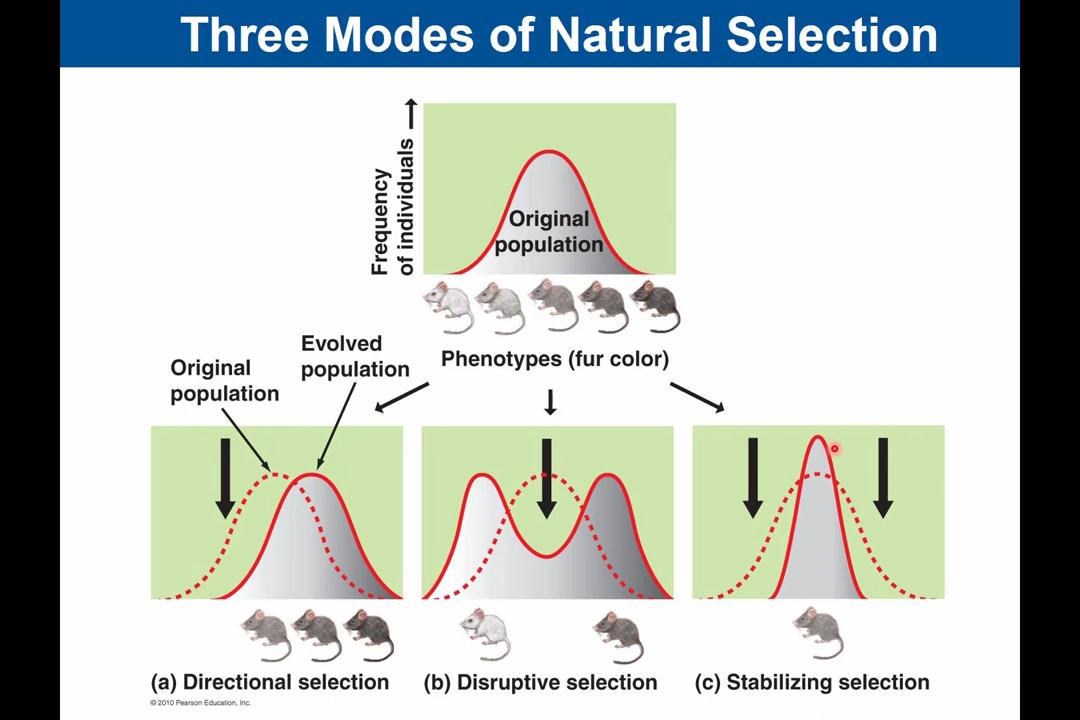 Three Modes of Natural Selection
Frequency
of individuals
Original
population
Phenotypes (fur color)
Original
population
Evolved
population
(a) Directional selection
(b) Disruptive selection
(c) Stabilizing selection
© 2010 Pearson Education, Inc.